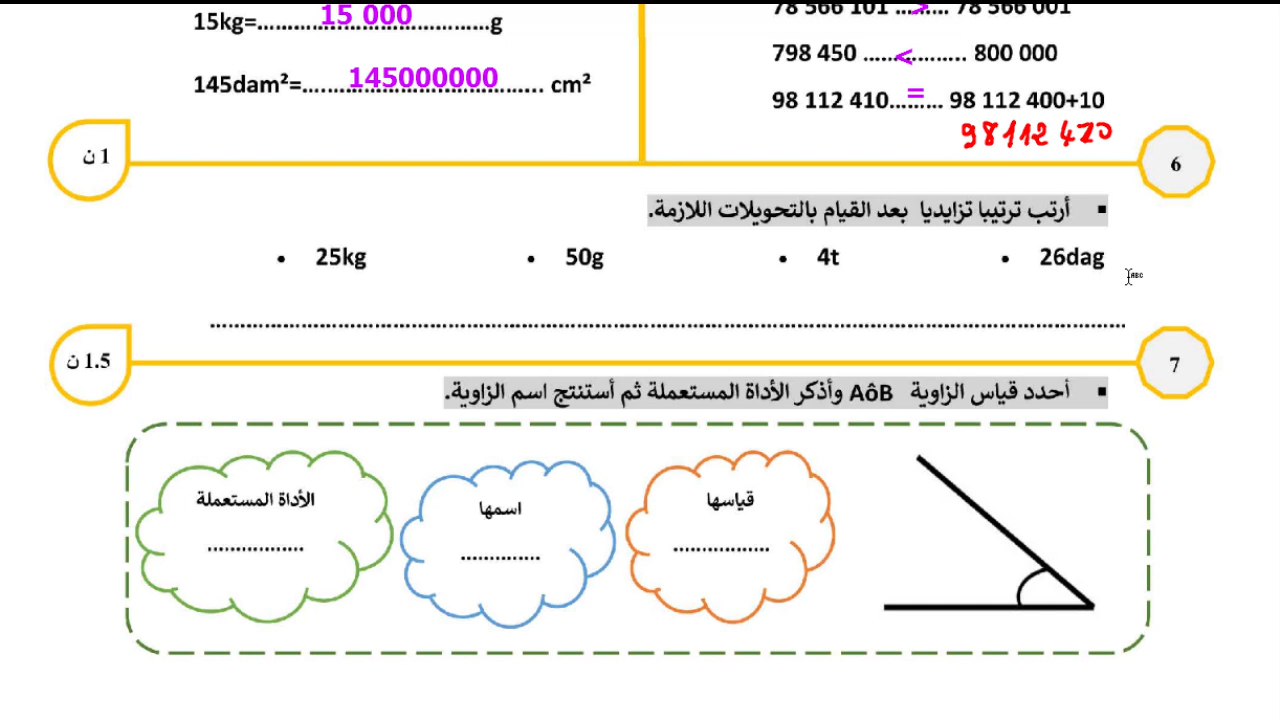 78 566 101 ...>... 78 566 001
15kg=........15 000........g
798 450 ....<.... 800 000
145dam²=....145000000.... cm²
98 112 410...=... 98 112 400+10
98112 410
1 ن
6
▪ أرتب ترتيبا تزايديا بعد القيام بالتحويلات اللازمة.
• 25kg • 50g • 4t • 26dag
................................................
1.5 ن
7
▪ أحدد قياس الزاوية AôB وأذكر الأداة المستعملة ثم أستنتج اسم الزاوية.
قياسها
.................
اسمها
..............
الأداة المستعملة
.................